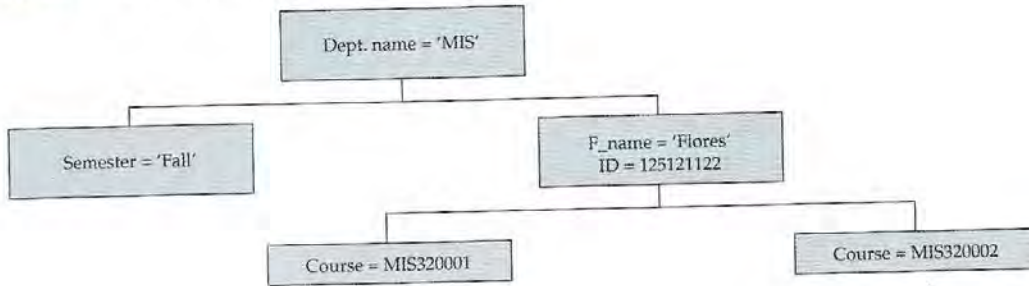 Dept. name = 'MIS'
Semester = 'Fall'
F_name = 'Flores'
ID = 125121122
Course = MIS320001
Course = MIS320002